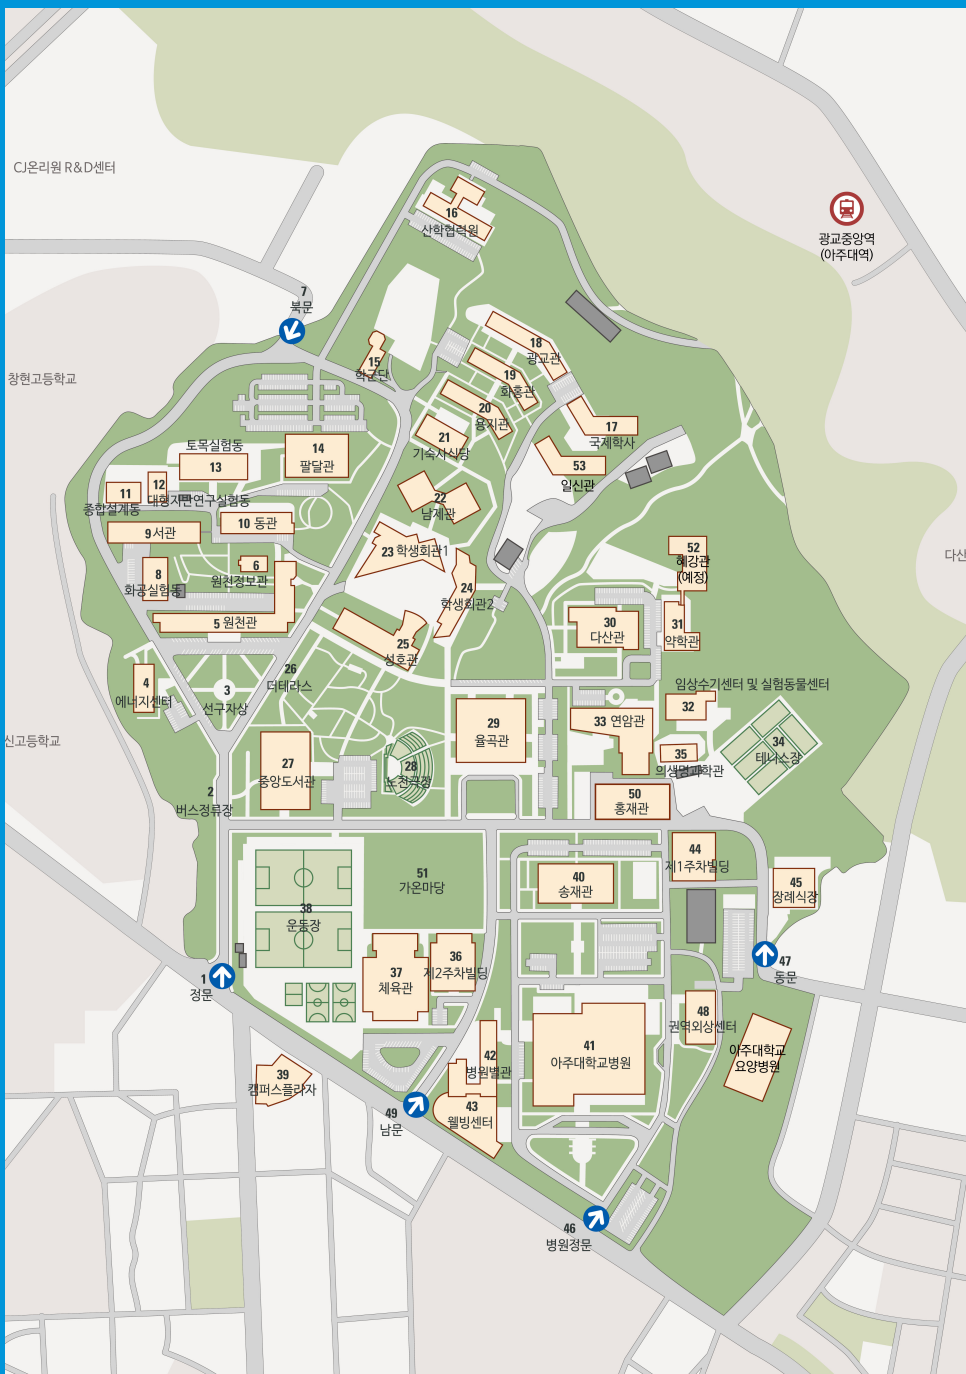 CJ온리원 R&D센터
16
산학협력원
광교중앙역
(아주대역)
7
북문
창현고등학교
15
학군단
18
광교관
19
화홍관
20
용지관
17
국제학사
21
기숙사식당
토목실험동
14
팔달관
13
53
일신관
11
종합설계동
12
대형지반연구실험동
22
남제관
9 서관
10 동관
23 학생회관1
52
혜강관
(예정)
다산
8
화공실험동
6
원천정보관
24
학생회관2
5 원천관
25
성호관
30
다산관
31
약학관
4
에너지센터
3
선구자상
26
더테라스
임상수기센터 및 실험동물센터
32
신고등학교
29
율곡관
33 연암관
34
테니스장
27
중앙도서관
28
노천극장
35
의생명과학관
2
버스정류장
50
홍재관
51
가온마당
44
제1주차빌딩
40
송재관
45
장례식장
38
운동장
36
제2주차빌딩
37
체육관
1
정문
47
동문
48
권역외상센터
41
아주대학교병원
42
병원별관
아주대학교
요양병원
39
캠퍼스플라자
49
남문
43
웰빙센터
46
병원정문